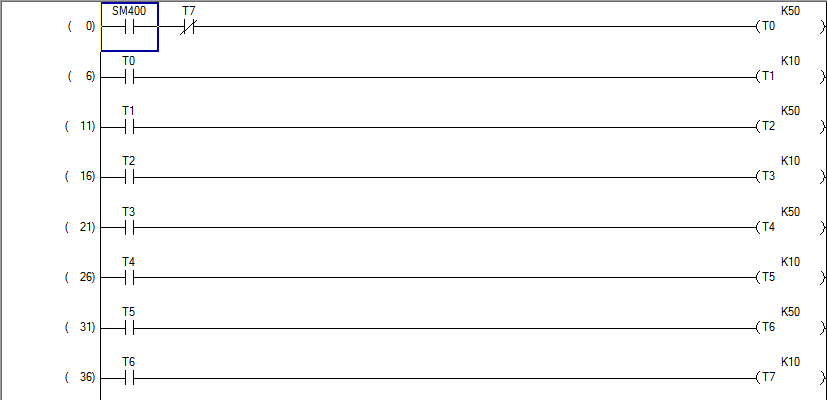 SM400 T7 K50
( 0) (T0 )
T0 K10
( 6) (T1 )
T1 K50
( 11) (T2 )
T2 K10
( 16) (T3 )
T3 K50
( 21) (T4 )
T4 K10
( 26) (T5 )
T5 K50
( 31) (T6 )
T6 K10
( 36) (T7 )